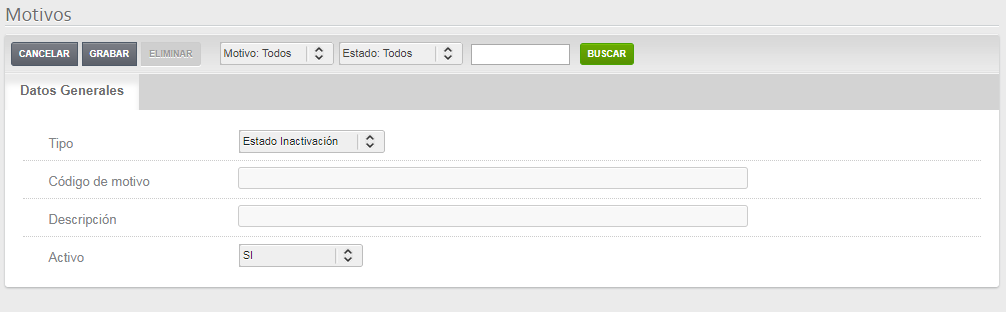 Motivos
CANCELAR GRABAR ELIMINAR Motivo: Todos Estado: Todos BUSCAR
Datos Generales
Tipo Estado Inactivación
Código de motivo
Descripción
Activo SI